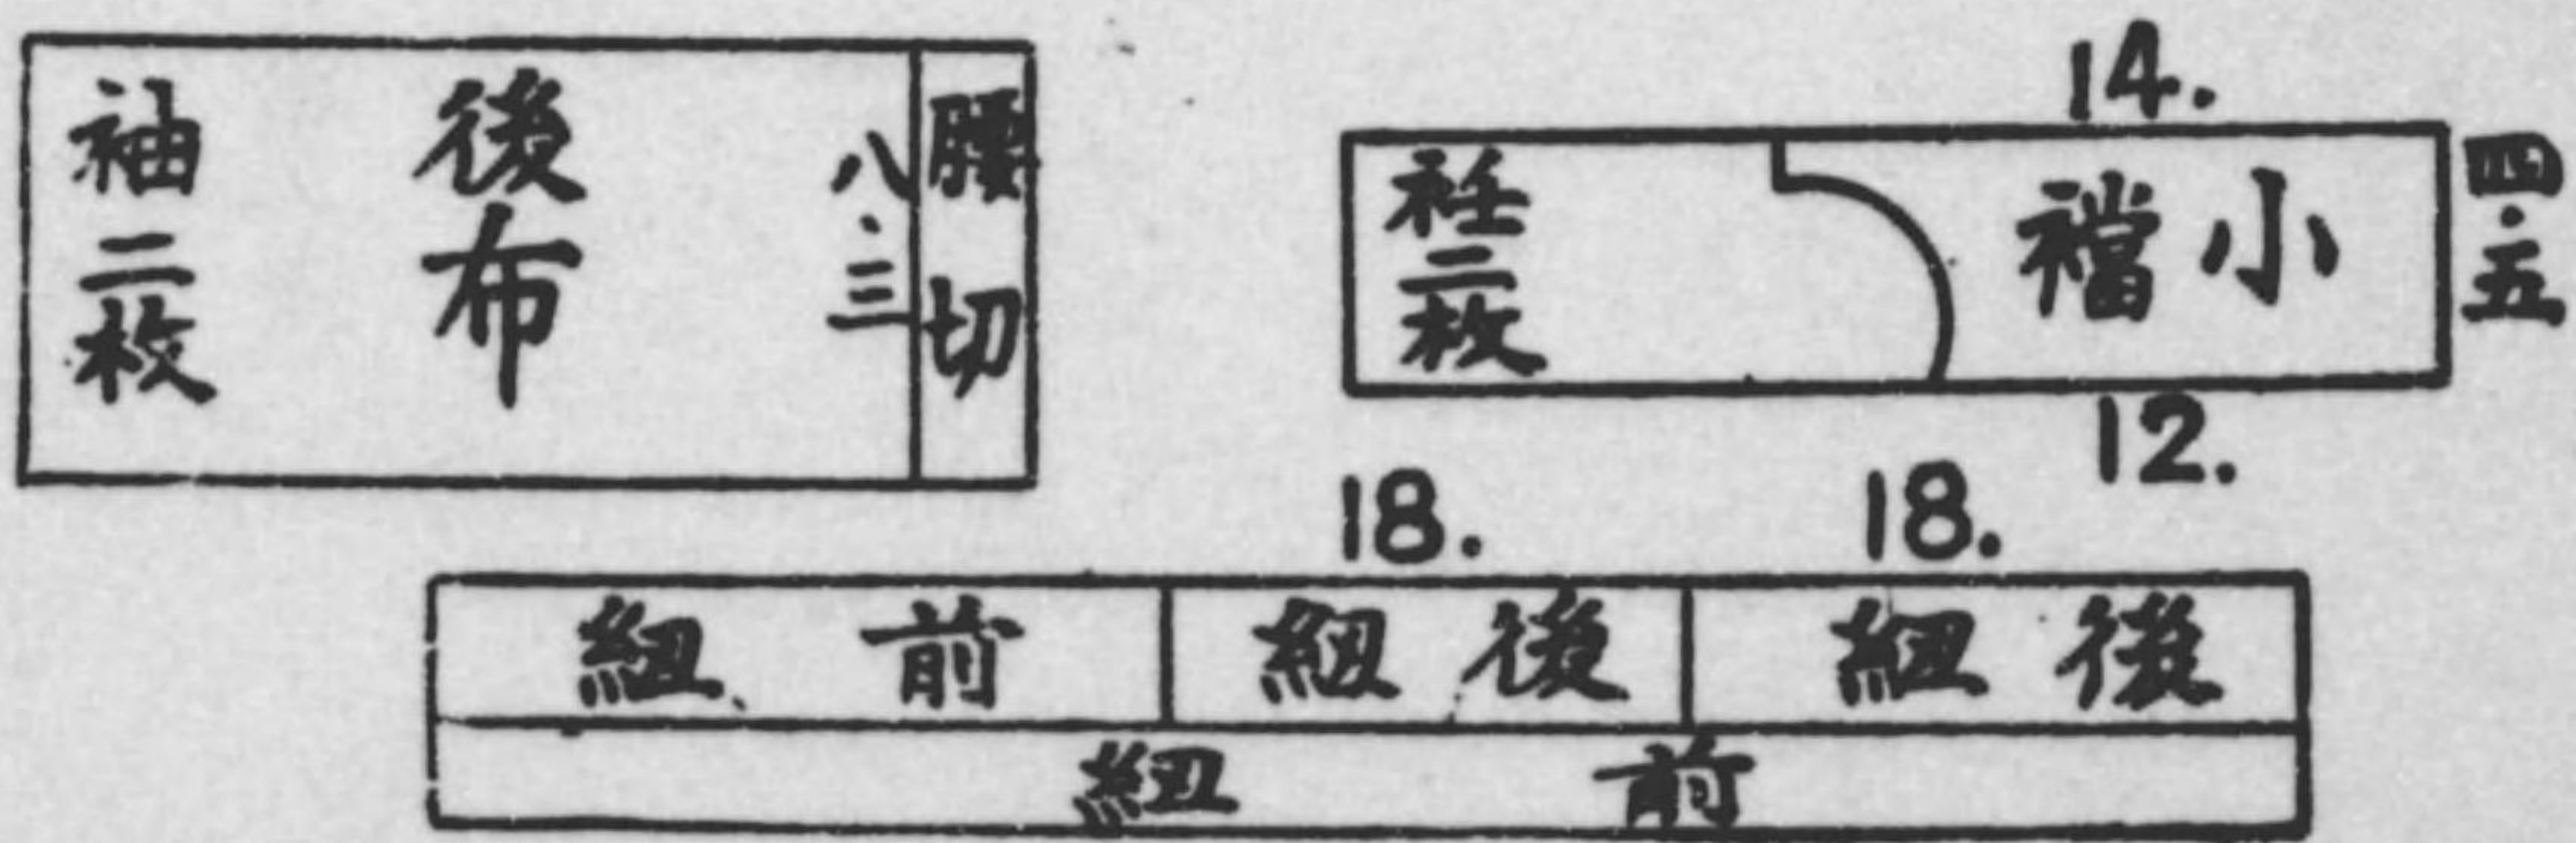 腰切
八・三
後布
袖二枚
14.
小襠
四・五
衽二枚
12.
18.
18.
後紐
後紐
前紐
前紐